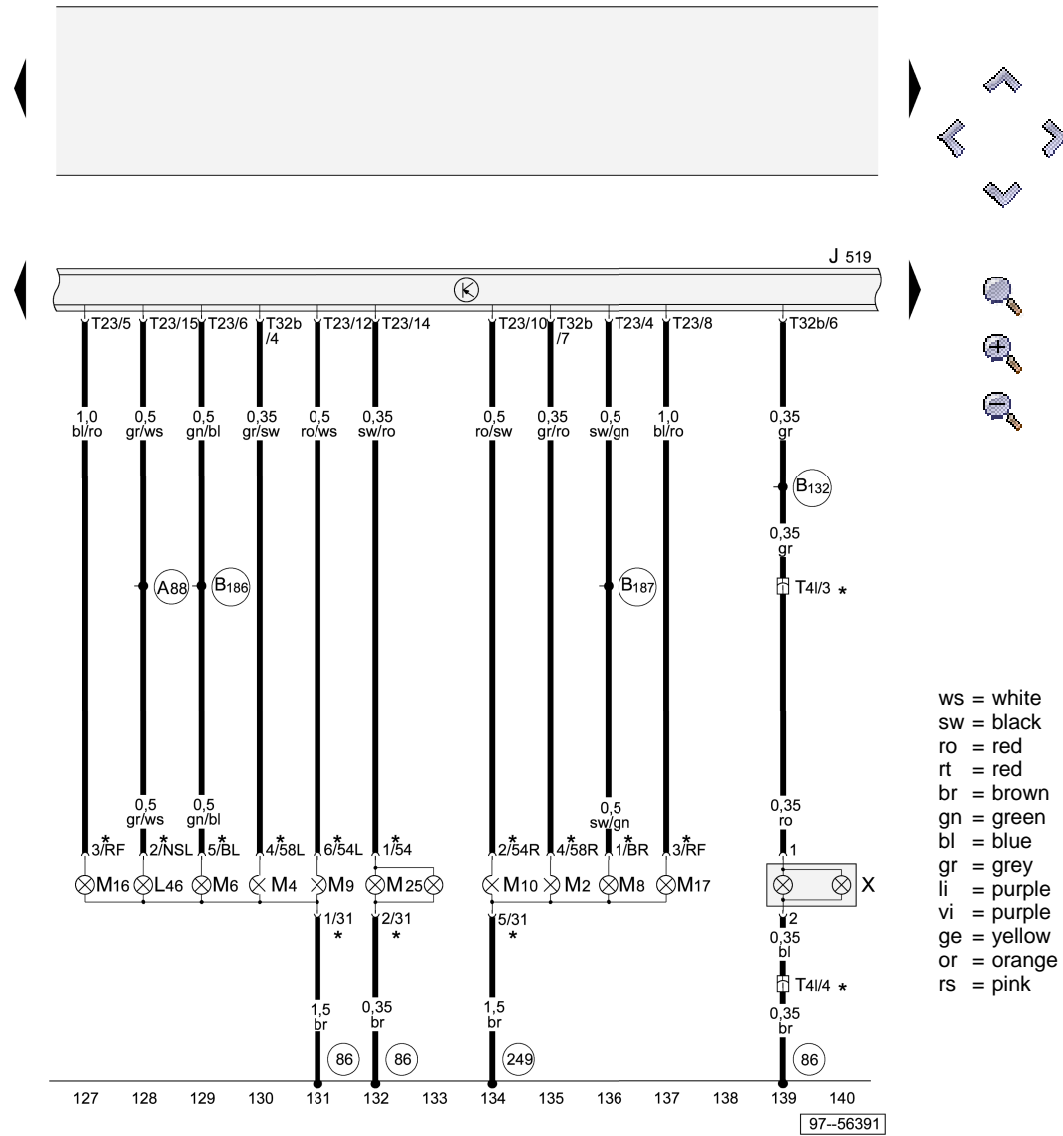 J 519
T23/5 T23/15 T23/6 T32b T23/12 T23/14 T23/10 T32b T23/4 T23/8 T32b/6
/4 /7
1,0 0,5 0,5 0,35 0,5 0,35 0,5 0,35 0,5 1,0 0,35
bl/ro gr/ws gn/bl gr/sw ro/ws sw/ro ro/sw gr/ro sw/gn bl/ro gr
B132
0,35
gr
A88 B186 B187 T4l/3 *
ws = white
sw = black
ro = red
rt = red
br = brown
gn = green
bl = blue
gr = grey
li = purple
vi = purple
ge = yellow
or = orange
rs = pink
0,5 0,5 0,5 0,35
gr/ws gn/bl sw/gn ro
* * * * * * * * * *
3/RF 2/NSL 5/BL 4/58L 6/54L 1/54 2/54R 4/58R 1/BR 3/RF 1
M16 L46 M6 M4 M9 M25 M10 M2 M8 M17 X
1/31 2/31 5/31 2
* * *
0,35
bl
T4l/4 *
1,5 0,35 1,5 0,35
br br br br
86 86 249 86
127 128 129 130 131 132 133 134 135 136 137 138 139 140
97--56391